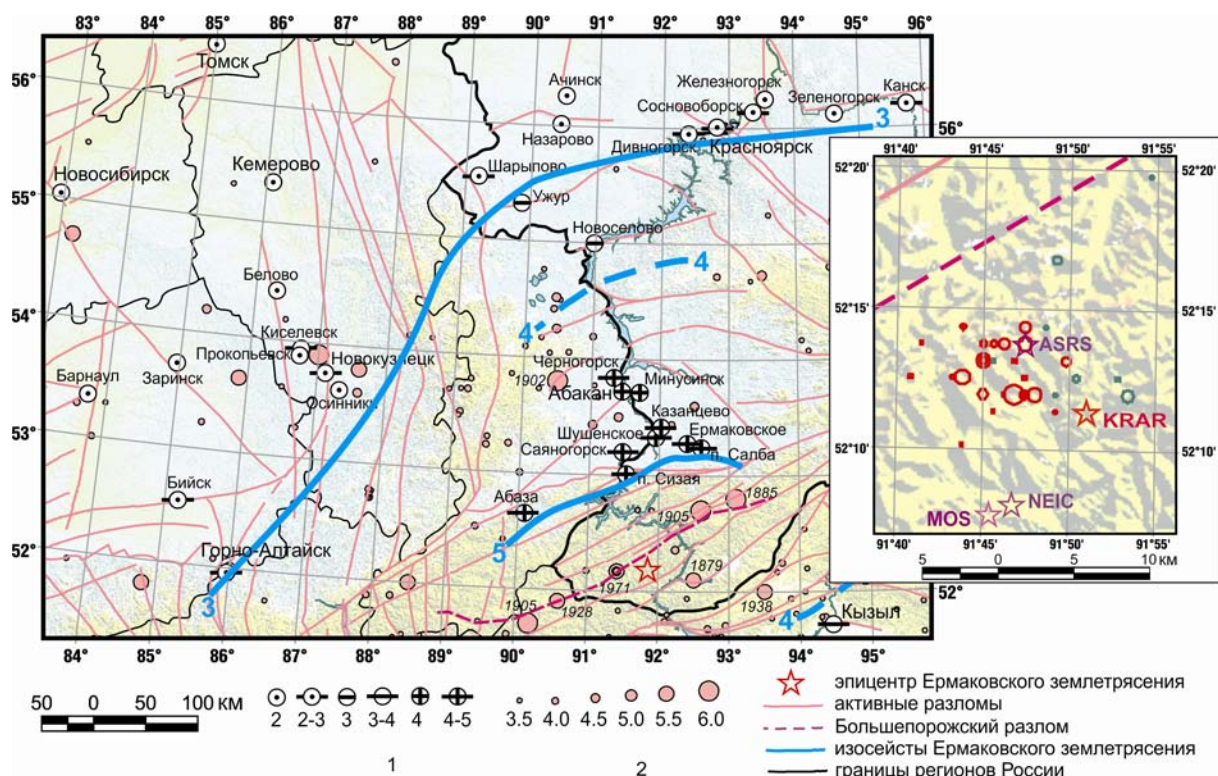 83° 84° 85° 86° 87° 88° 89° 90° 91° 92° 93° 94° 95° 96°
Томск
56°
Ачинск
Железногорск
Канск
Сосновоборск
Зеленогорск
3
56°
Назарово
Дивногорск
Красноярск
Шарыпово
Кемерово
Новосибирск
55°
Ужур
Новоселово
4
Белово
54°
4
Киселевск
Прокопьевск
Новокузнецк
Черногорск
1902
Абакан
Минусинск
Заринск
Барнаул
Осинники
Казанцево
Ермаковское
53°
Шушенское
Саяногорск
п. Салба
п. Сизая
Бийск
Абаза
1885
1905
52°
5
Горно-Алтайск
1971
1879
1905
1928
1938
3
4
Кызыл
52°
84° 85° 86° 87° 88° 89° 90° 91° 92° 93° 94° 95°
91°40' 91°45' 91°50' 91°55'
52°20' 52°20'
52°15' 52°15'
ASRS
KRAR
52°10' 52°10'
NEIC
MOS
91°40' 91°45' 91°50' 91°55'
5 0 5 10 км
50 0 50 100 км
2 2-3 3 3-4 4 4-5
1
3.5 4.0 4.5 5.0 5.5 6.0
2
эпицентр Ермаковского землетрясения
активные разломы
Большепорожский разлом
изосейсты Ермаковского землетрясения
границы регионов России